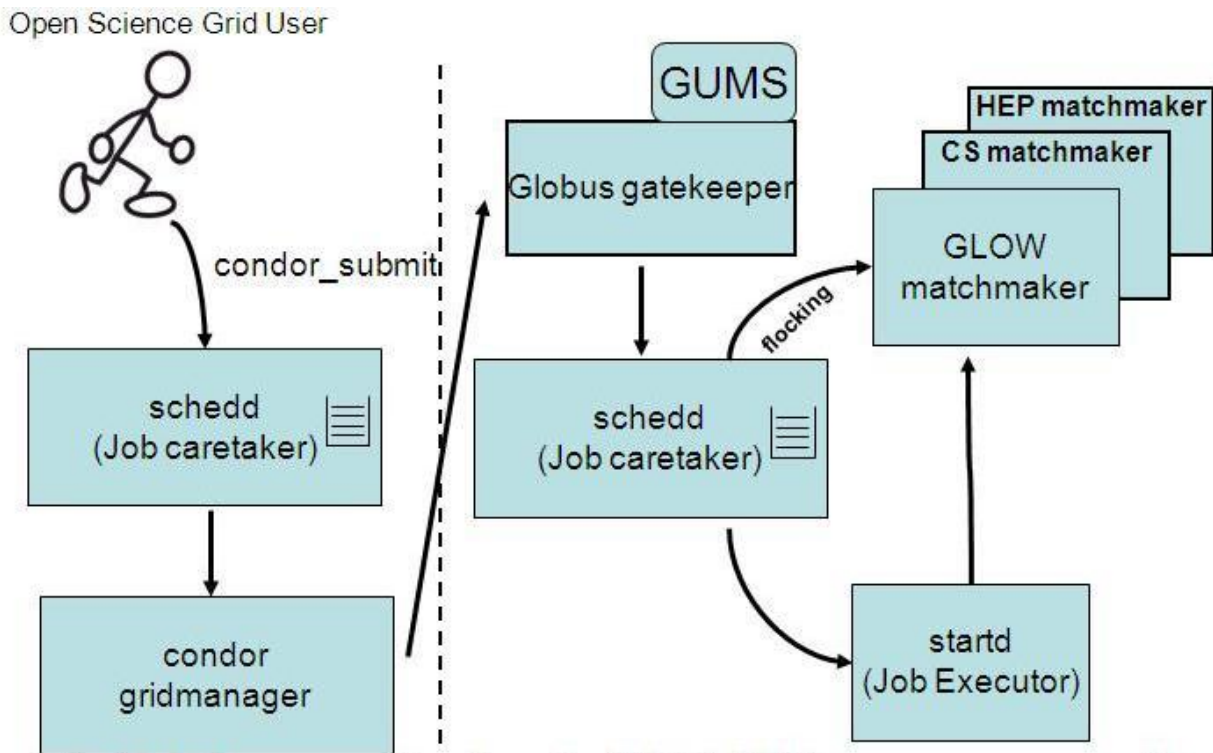 Open Science Grid User
condor_submit
schedd
(Job caretaker)
condor
gridmanager
GUMS
Globus gatekeeper
schedd
(Job caretaker)
flocking
HEP matchmaker
CS matchmaker
GLOW
matchmaker
startd
(Job Executor)